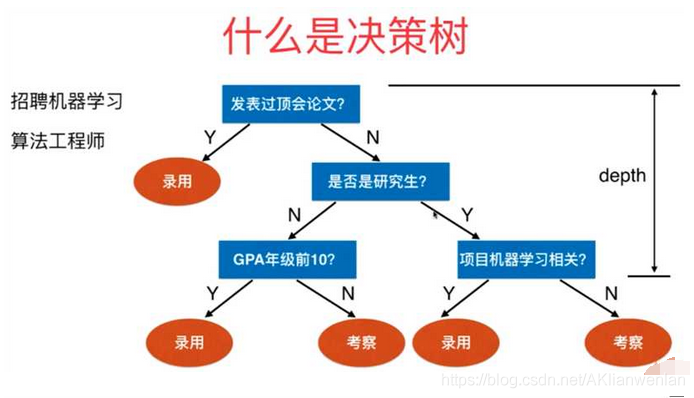 什么是决策树
招聘机器学习
算法工程师
发表过顶会论文?
Y
N
录用
是否是研究生?
depth
N
Y
GPA年级前10?
项目机器学习相关?
Y
N
Y
N
录用
考察
录用
考察
https://blog.csdn.net/AKIianwenlan